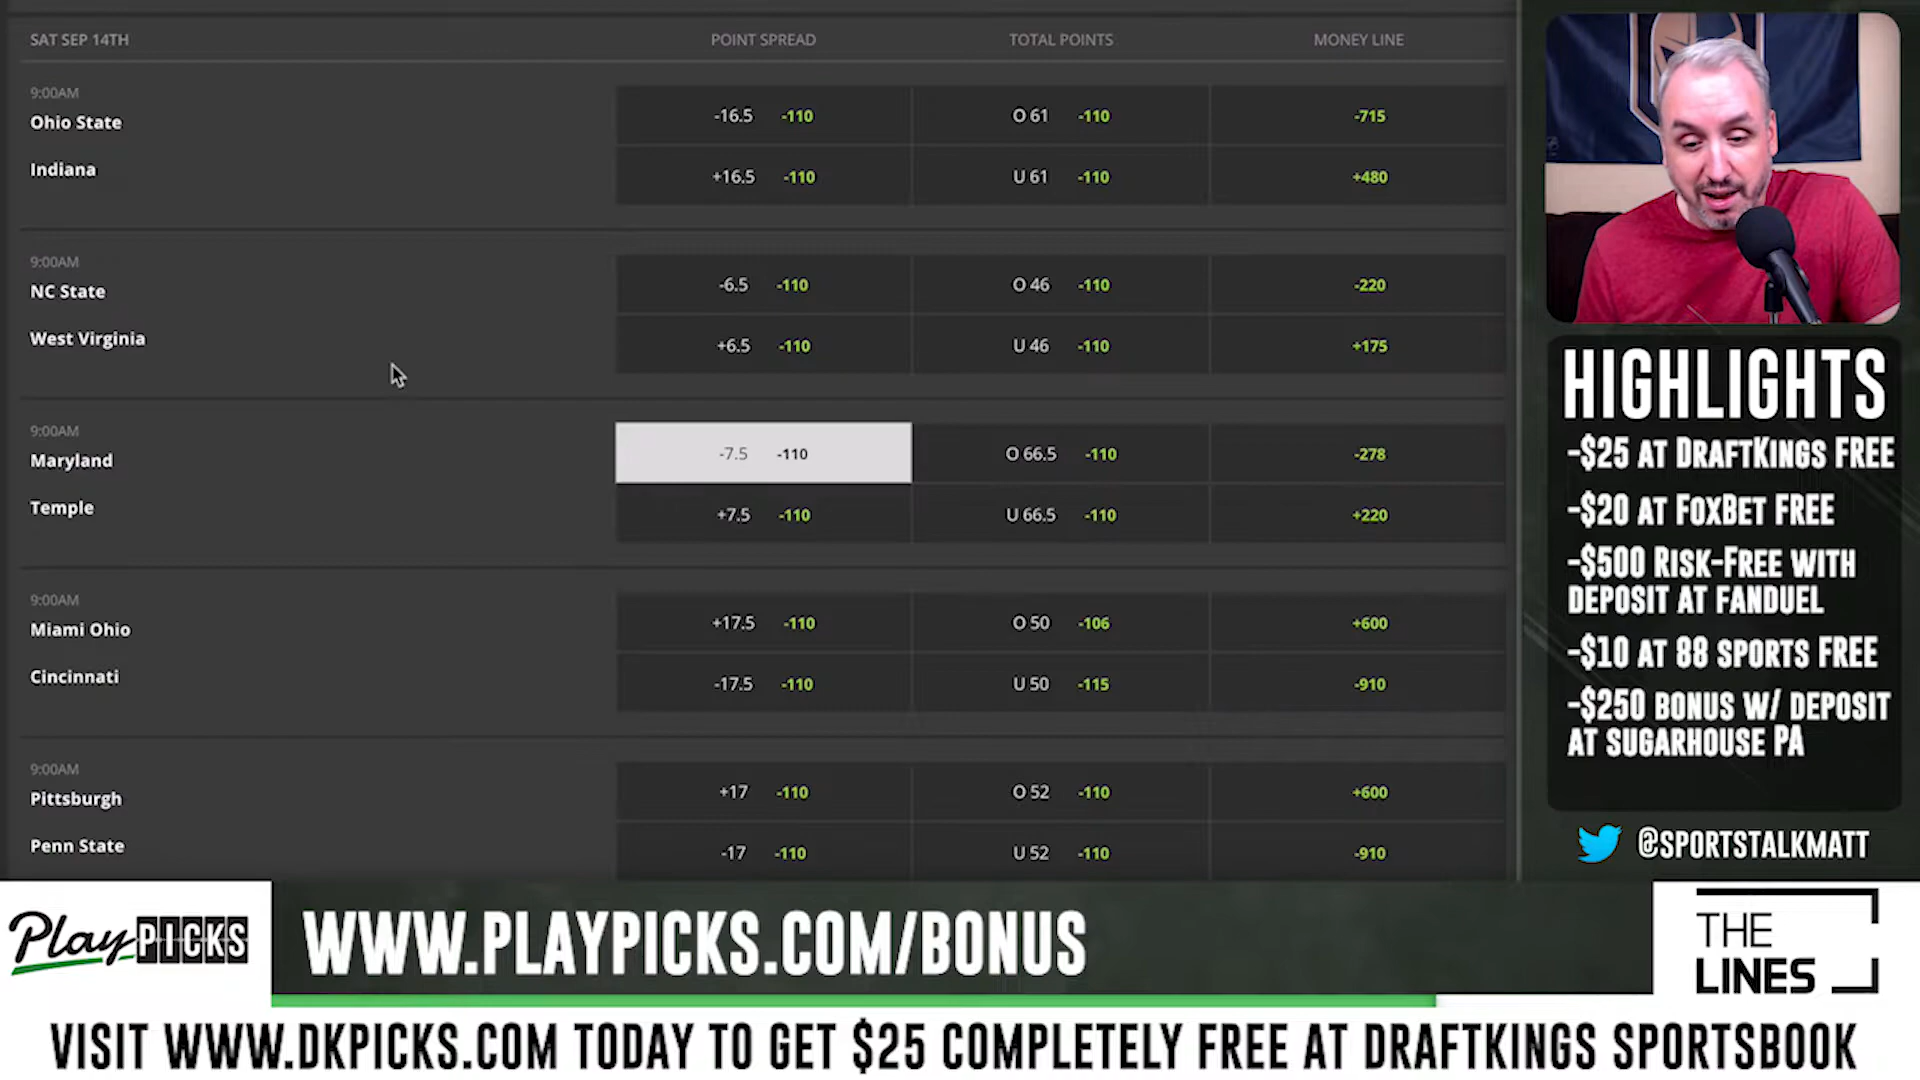 SAT SEP 14TH POINT SPREAD TOTAL POINTS MONEY LINE
9:00AM
Ohio State -16.5 -110 O 61 -110 -715
Indiana +16.5 -110 U 61 -110 +480
9:00AM
NC State -6.5 -110 O 46 -110 -220
West Virginia +6.5 -110 U 46 -110 +175
9:00AM
Maryland -7.5 -110 O 66.5 -110 -278
Temple +7.5 -110 U 66.5 -110 +220
9:00AM
Miami Ohio +17.5 -110 O 50 -106 +600
Cincinnati -17.5 -110 U 50 -115 -910
9:00AM
Pittsburgh +17 -110 O 52 -110 +600
Penn State -17 -110 U 52 -110 -910
HIGHLIGHTS
-$25 AT DRAFTKINGS FREE
-$20 AT FOXBET FREE
-$500 RISK-FREE WITH
DEPOSIT AT FANDUEL
-$10 AT 88 SPORTS FREE
-$250 BONUS W/ DEPOSIT
AT SUGARHOUSE PA
@SPORTSTALKMATT
PlayPICKS
WWW.PLAYPICKS.COM/BONUS
THE
LINES
VISIT WWW.DKPICKS.COM TODAY TO GET $25 COMPLETELY FREE AT DRAFTKINGS SPORTSBOOK